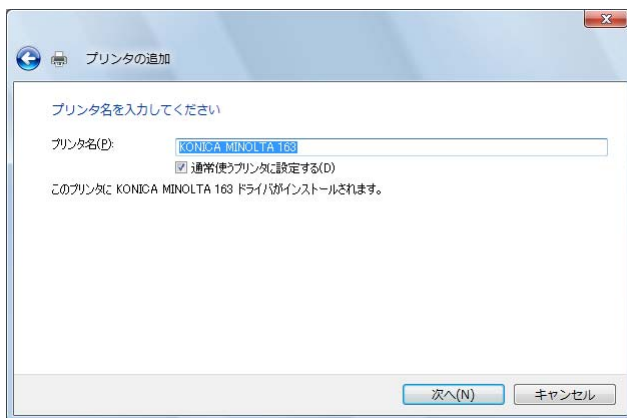 プリンタの追加
プリンタ名を入力してください
プリンタ名(P): KONICA MINOLTA 163
通常使うプリンタに設定する(D)
このプリンタに KONICA MINOLTA 163 ドライバがインストールされます。
次へ(N) キャンセル